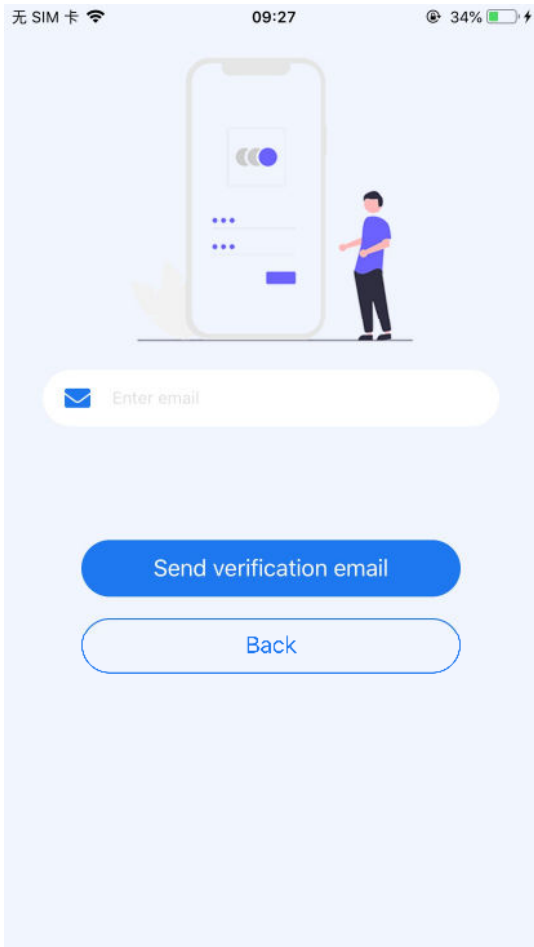 无 SIM 卡 09:27 34%
Enter email
Send verification email
Back